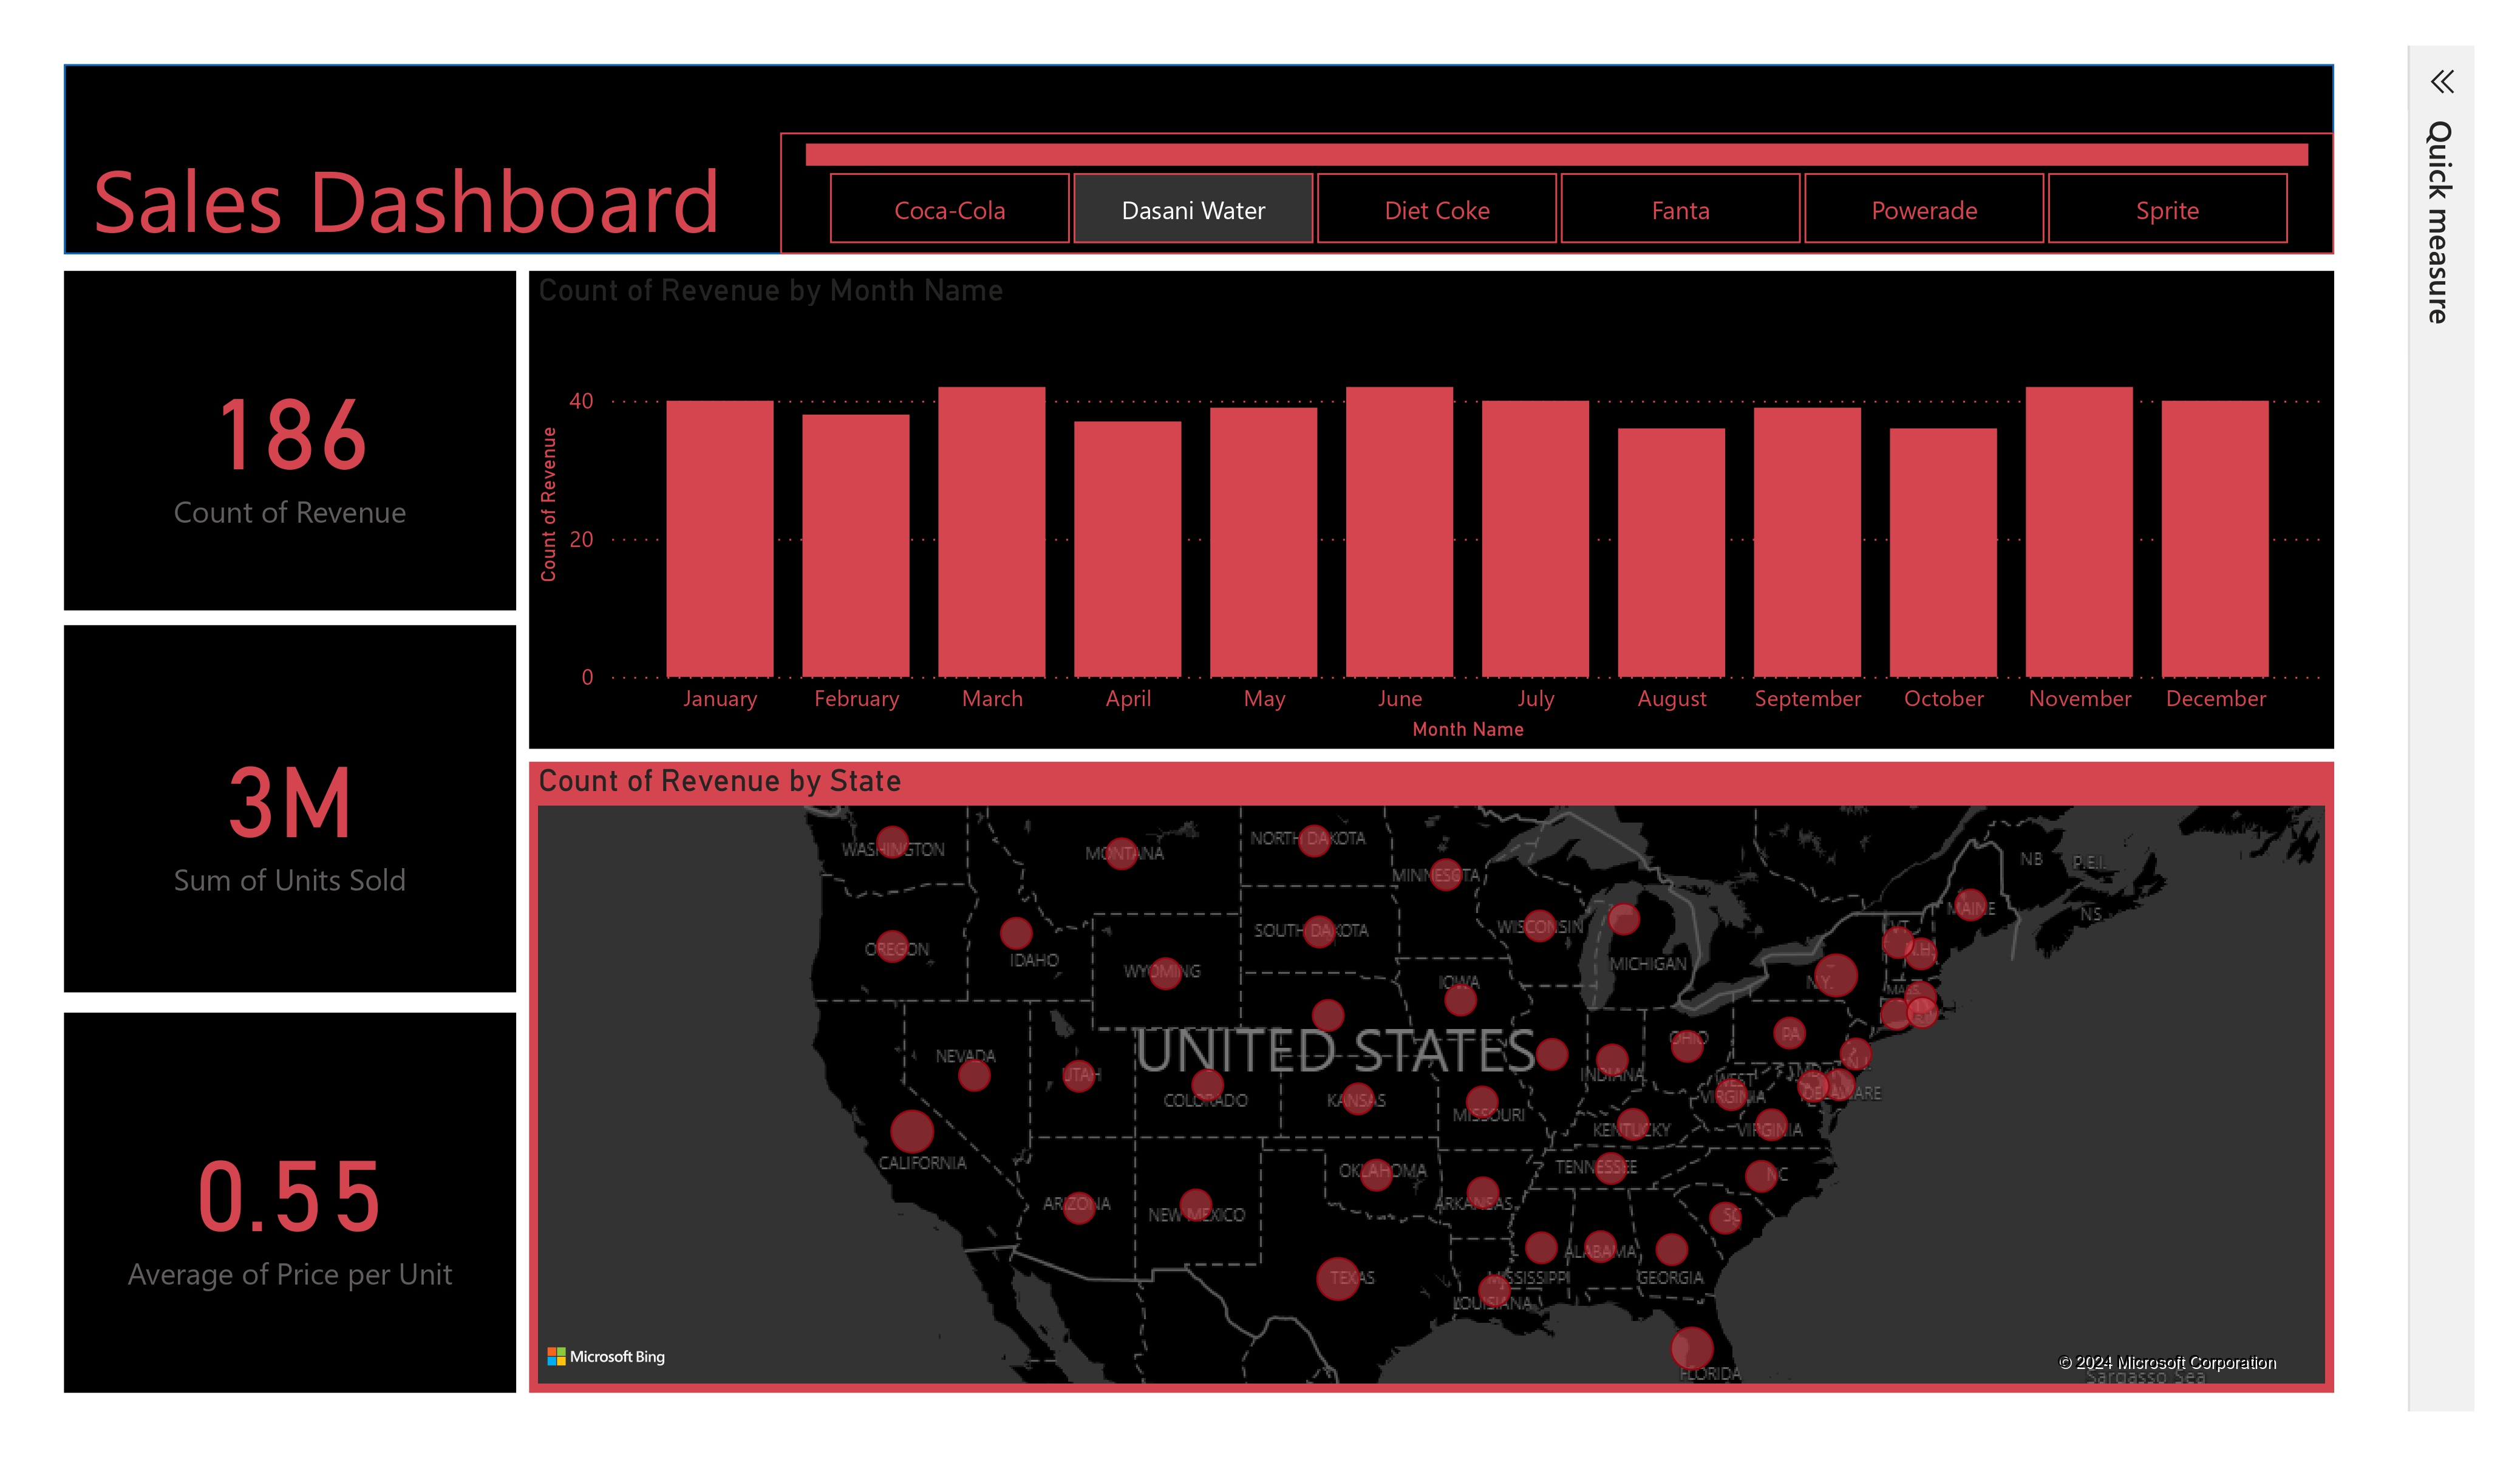 Sales Dashboard
Coca-Cola
Dasani Water
Diet Coke
Fanta
Powerade
Sprite
Quick measure
186
Count of Revenue
3M
Sum of Units Sold
0.55
Average of Price per Unit
Count of Revenue by Month Name
Count of Revenue
40
20
0
January
February
March
April
May
June
July
August
September
October
November
December
Month Name
Count of Revenue by State
WASHINGTON
MONTANA
NORTH DAKOTA
MINNESOTA
NB
P.E.I.
OREGON
IDAHO
WYOMING
SOUTH DAKOTA
WISCONSIN
MICHIGAN
VT.
MAINE
NS
IOWA
N.Y.
MASS.
NEVADA
UTAH
UNITED STATES
COLORADO
KANSAS
MISSOURI
INDIANA
OHIO
PA
N.J.
WEST
VIRGINIA
MD
DELAWARE
CALIFORNIA
KENTUCKY
VIRGINIA
ARIZONA
NEW MEXICO
OKLAHOMA
ARKANSAS
TENNESSEE
NC
SC
TEXAS
LOUISIANA
MISSISSIPPI
ALABAMA
GEORGIA
FLORIDA
Microsoft Bing
© 2024 Microsoft Corporation
Sargasso Sea